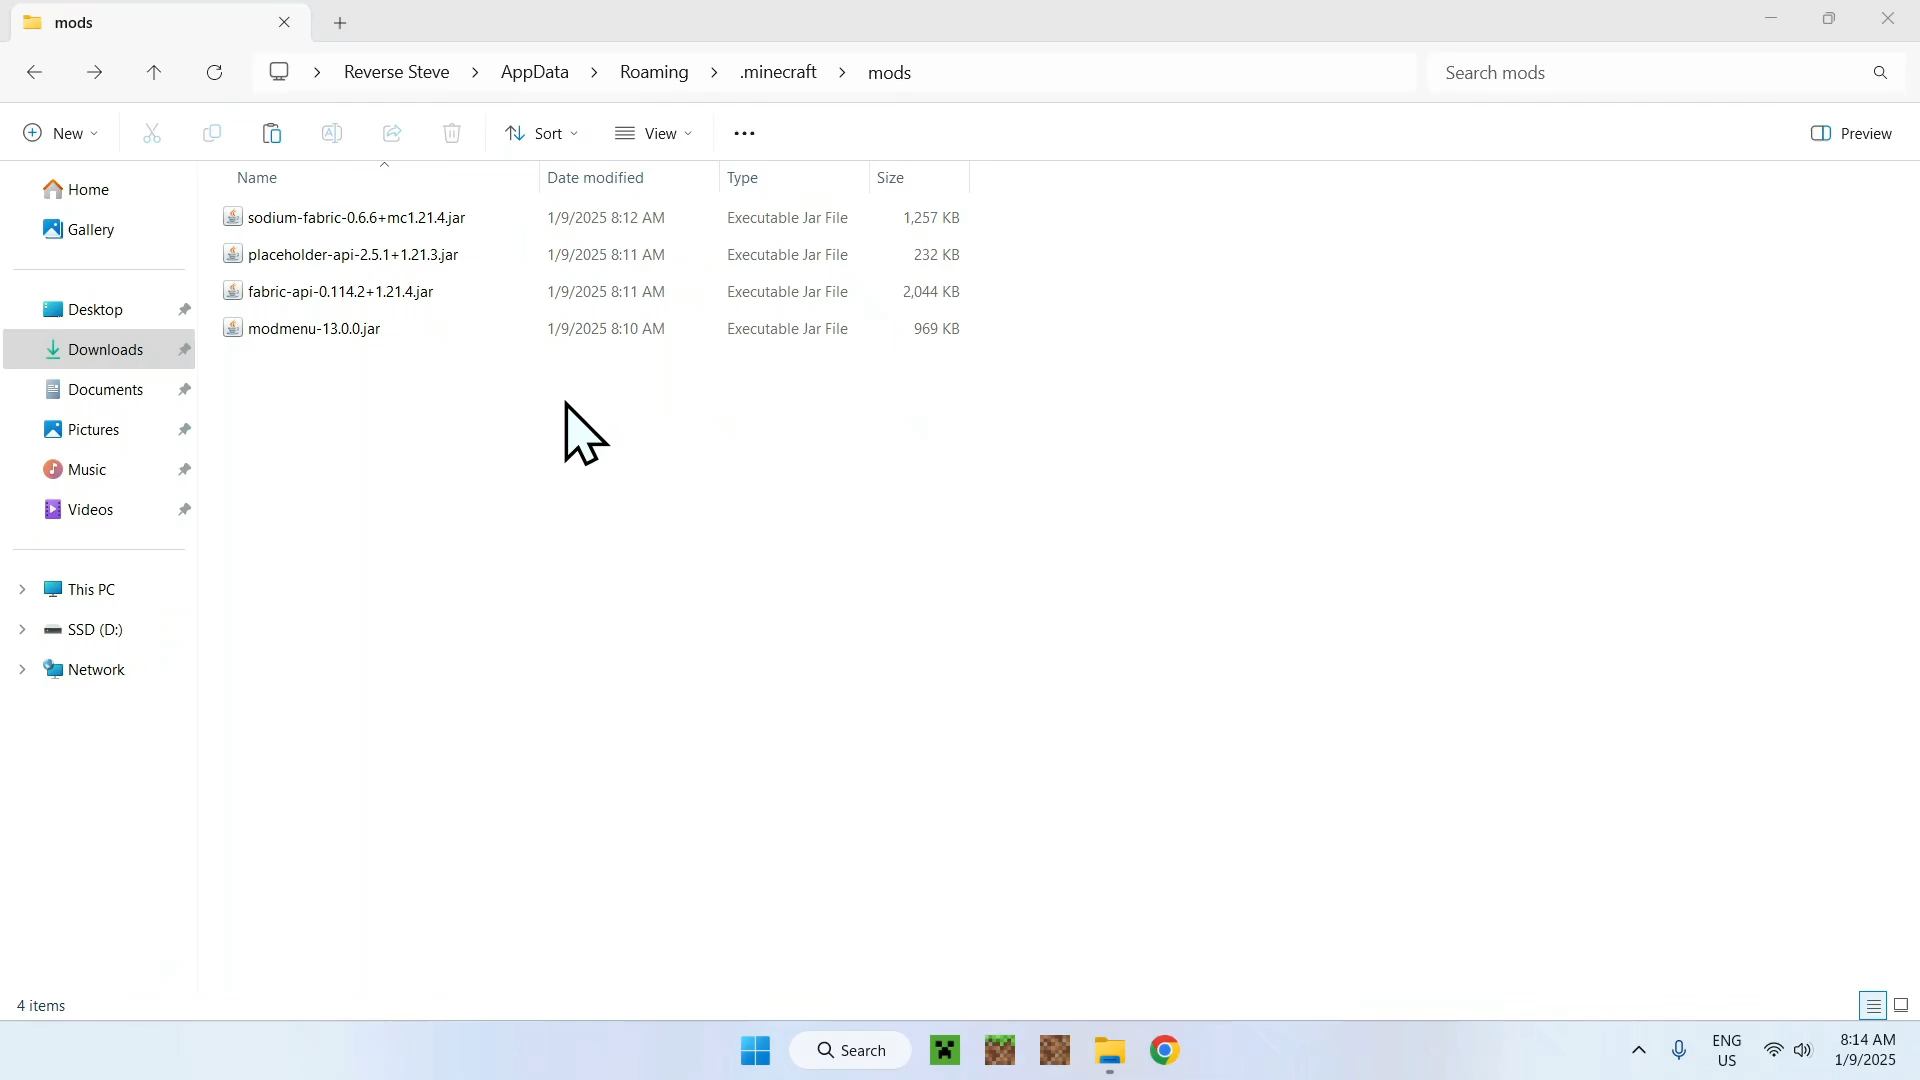 mods
Reverse Steve > AppData > Roaming > .minecraft > mods
Search mods
New
Sort
View
Preview
Name Date modified Type Size
sodium-fabric-0.6.6+mc1.21.4.jar 1/9/2025 8:12 AM Executable Jar File 1,257 KB
placeholder-api-2.5.1+1.21.3.jar 1/9/2025 8:11 AM Executable Jar File 232 KB
fabric-api-0.114.2+1.21.4.jar 1/9/2025 8:11 AM Executable Jar File 2,044 KB
modmenu-13.0.0.jar 1/9/2025 8:10 AM Executable Jar File 969 KB
Home
Gallery
Desktop
Downloads
Documents
Pictures
Music
Videos
This PC
SSD (D:)
Network
4 items
Search
ENG
US
8:14 AM
1/9/2025